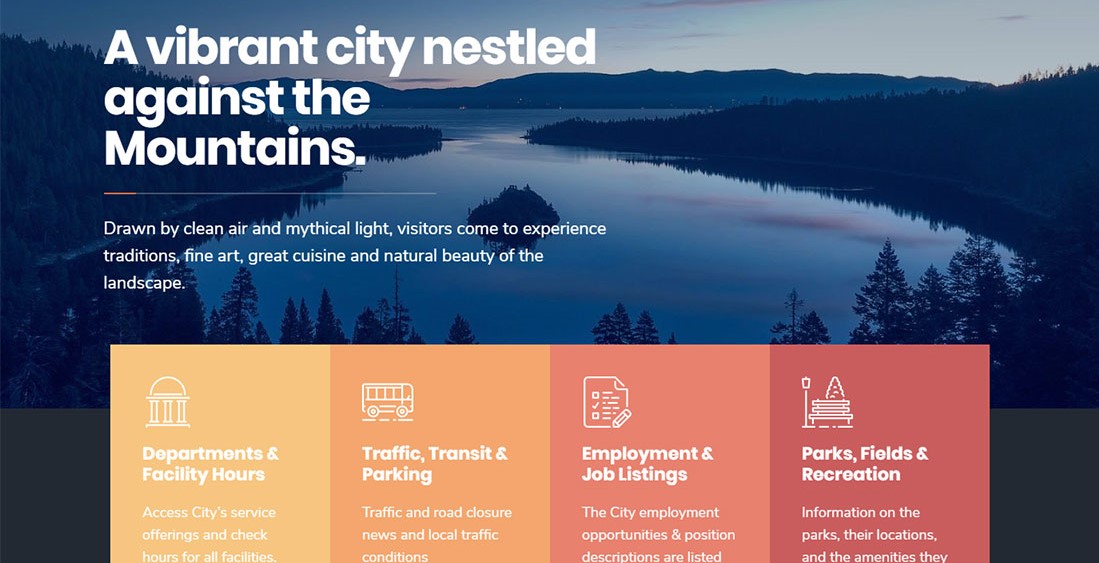 A vibrant city nestled
against the
Mountains.
Drawn by clean air and mythical light, visitors come to experience
traditions, fine art, great cuisine and natural beauty of the
landscape.
Departments &
Facility Hours
Access City's service
offerings and check
hours for all facilities.
Traffic, Transit &
Parking
Traffic and road closure
news and local traffic
conditions
Employment &
Job Listings
The City employment
opportunities & position
descriptions are listed
Parks, Fields &
Recreation
Information on the
parks, their locations,
and the amenities they